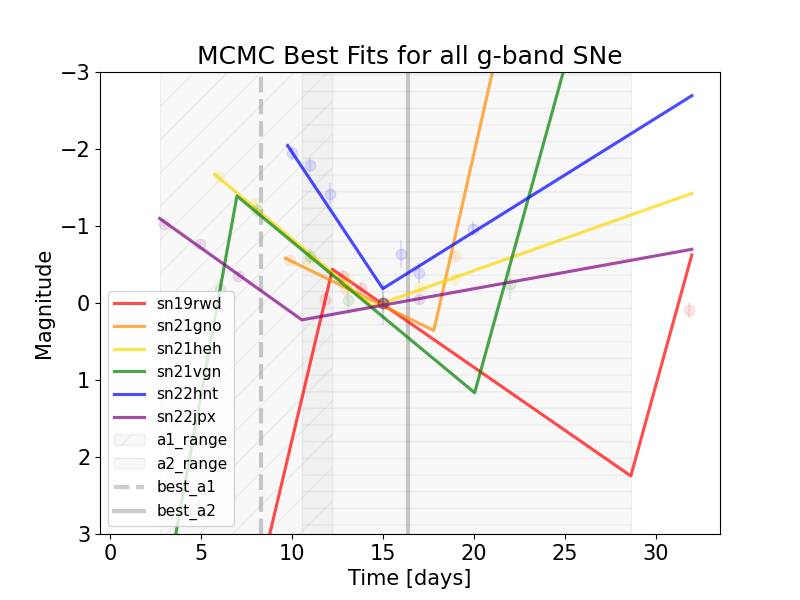 MCMC Best Fits for all g-band SNe
−3
−2
−1
0
1
2
3
Magnitude
sn19rwd
sn21gno
sn21heh
sn21vgn
sn22hnt
sn22jpx
a1_range
a2_range
best_a1
best_a2
0 5 10 15 20 25 30
Time [days]